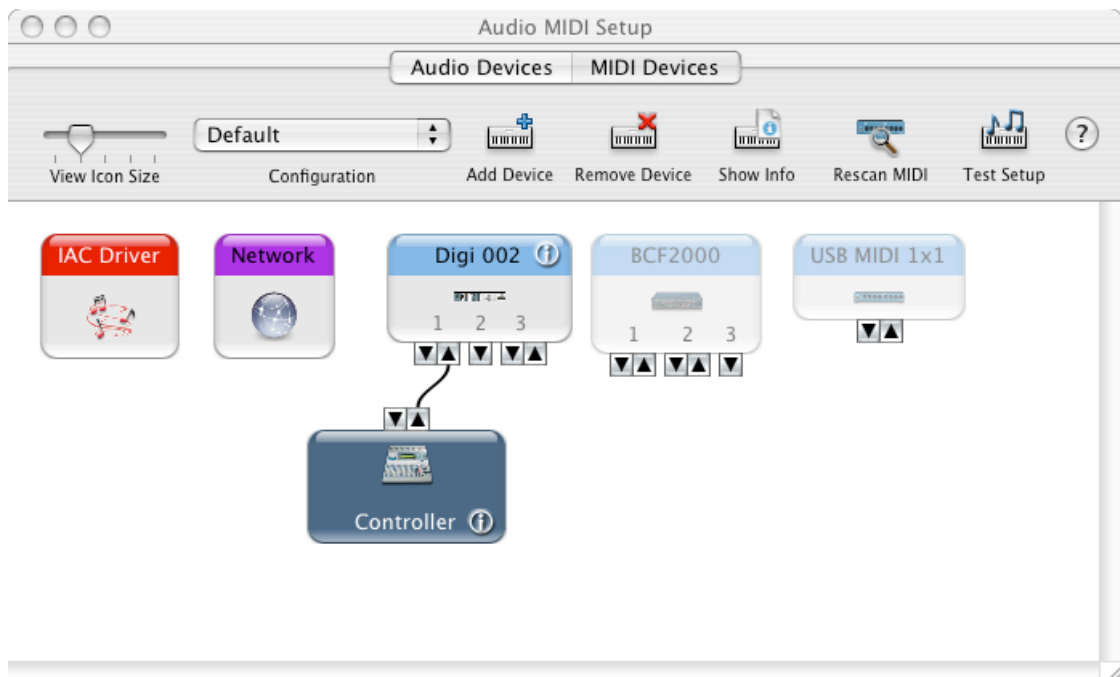 Audio MIDI Setup
Audio Devices MIDI Devices
Default
?
View Icon Size Configuration Add Device Remove Device Show Info Rescan MIDI Test Setup
IAC Driver Network Digi 002 i BCF2000 USB MIDI 1x1
1 2 3 1 2 3
Controller i